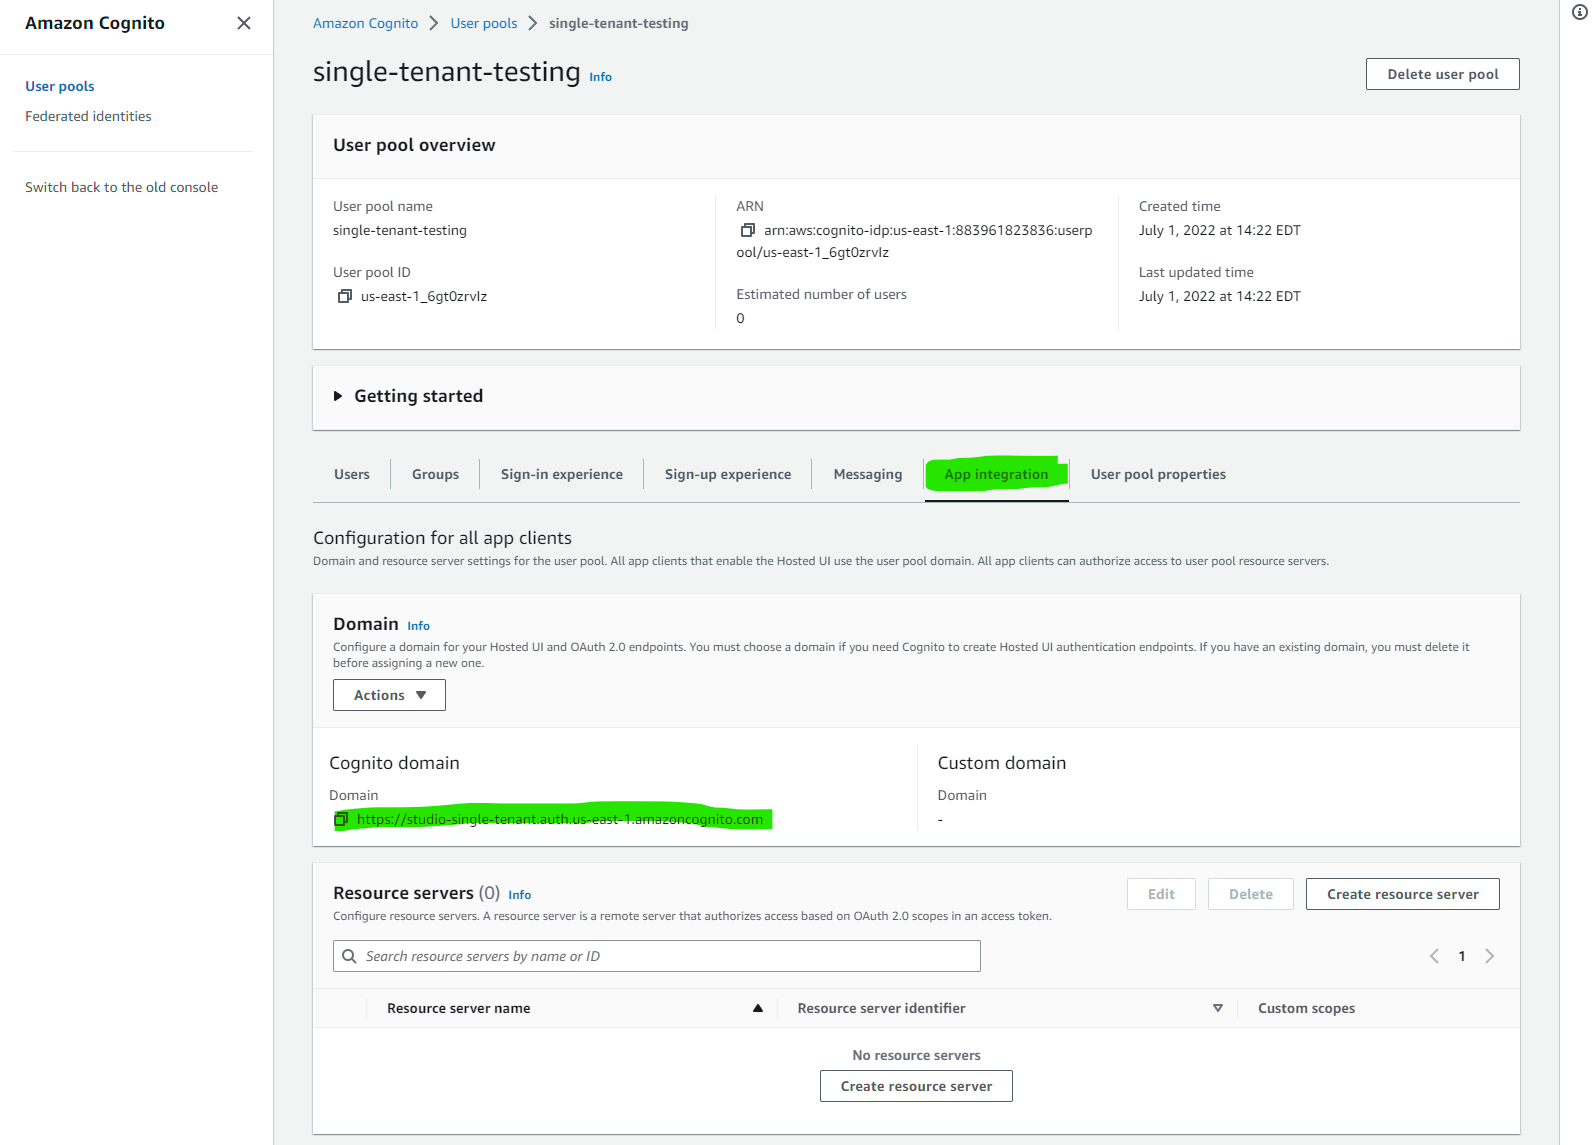 Amazon Cognito
User pools
Federated identities
Switch back to the old console
Amazon Cognito > User pools > single-tenant-testing
single-tenant-testing Info
Delete user pool
User pool overview
User pool name
single-tenant-testing
User pool ID
us-east-1_6gt0zrvIz
ARN
arn:aws:cognito-idp:us-east-1:883961823836:userp
ool/us-east-1_6gt0zrvIz
Estimated number of users
0
Created time
July 1, 2022 at 14:22 EDT
Last updated time
July 1, 2022 at 14:22 EDT
Getting started
Users
Groups
Sign-in experience
Sign-up experience
Messaging
App integration
User pool properties
Configuration for all app clients
Domain and resource server settings for the user pool. All app clients that enable the Hosted UI use the user pool domain. All app clients can authorize access to user pool resource servers.
Domain Info
Configure a domain for your Hosted UI and OAuth 2.0 endpoints. You must choose a domain if you need Cognito to create Hosted UI authentication endpoints. If you have an existing domain, you must delete it
before assigning a new one.
Actions
Cognito domain
Domain
https://studio-single-tenant.auth.us-east-1.amazoncognito.com
Custom domain
Domain
-
Resource servers (0) Info
Configure resource servers. A resource server is a remote server that authorizes access based on OAuth 2.0 scopes in an access token.
Edit
Delete
Create resource server
Search resource servers by name or ID
1
Resource server name
Resource server identifier
Custom scopes
No resource servers
Create resource server